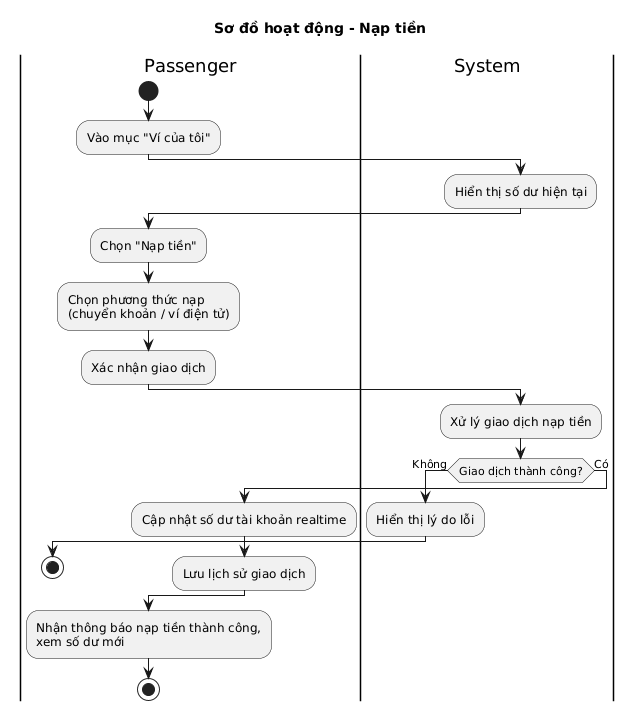 Sơ đồ hoạt động - Nạp tiền
Passenger
System
Vào mục "Ví của tôi"
Hiển thị số dư hiện tại
Chọn "Nạp tiền"
Chọn phương thức nạp
(chuyển khoản / ví điện tử)
Xác nhận giao dịch
Xử lý giao dịch nạp tiền
Không
Giao dịch thành công?
Có
Cập nhật số dư tài khoản realtime
Hiển thị lý do lỗi
Lưu lịch sử giao dịch
Nhận thông báo nạp tiền thành công,
xem số dư mới